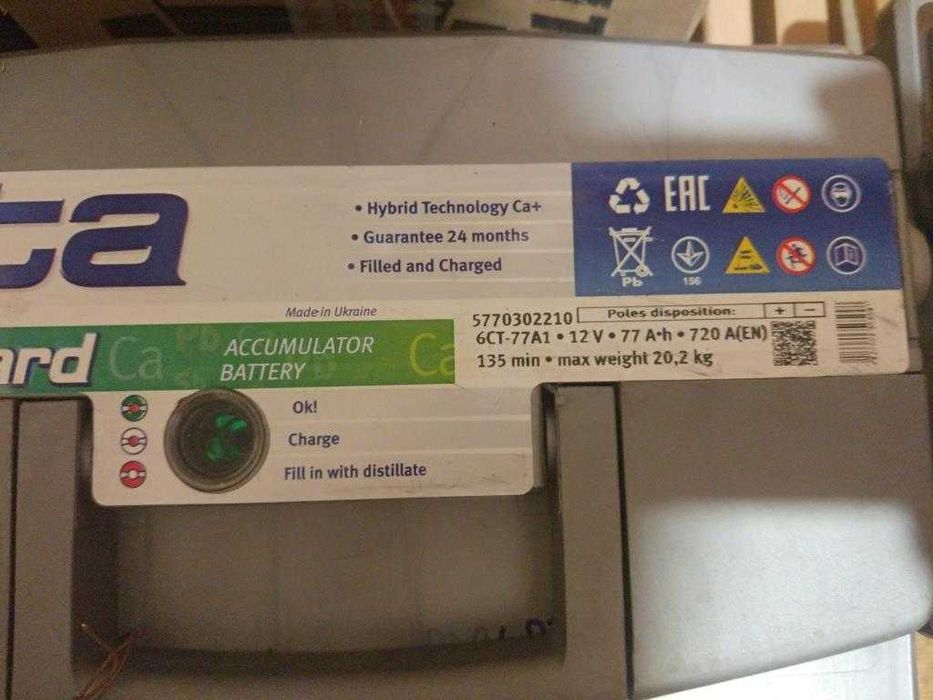 ta
• Hybrid Technology Ca+
• Guarantee 24 months
• Filled and Charged
EAC
Pb
156
Made in Ukraine
ard
Ca
ACCUMULATOR
BATTERY
Ca
5770302210
Poles disposition: + −
6CT-77A1 • 12 V • 77 A•h • 720 A(EN)
135 min • max weight 20,2 kg
Ok!
Charge
Fill in with distillate